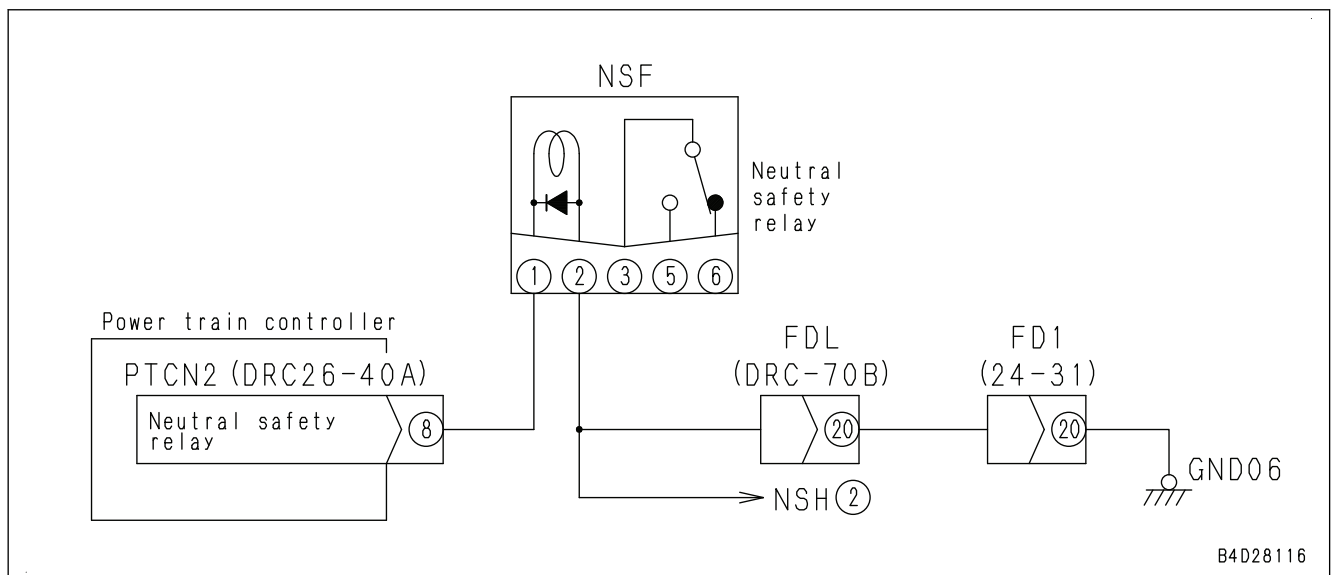 NSF
Neutral
safety
relay
1 2 3 5 6
Power train controller
PTCN2 (DRC26-40A)
Neutral safety
relay
8
FDL
(DRC-70B)
20
FD1
(24-31)
20
GND06
NSH 2
B4D28116